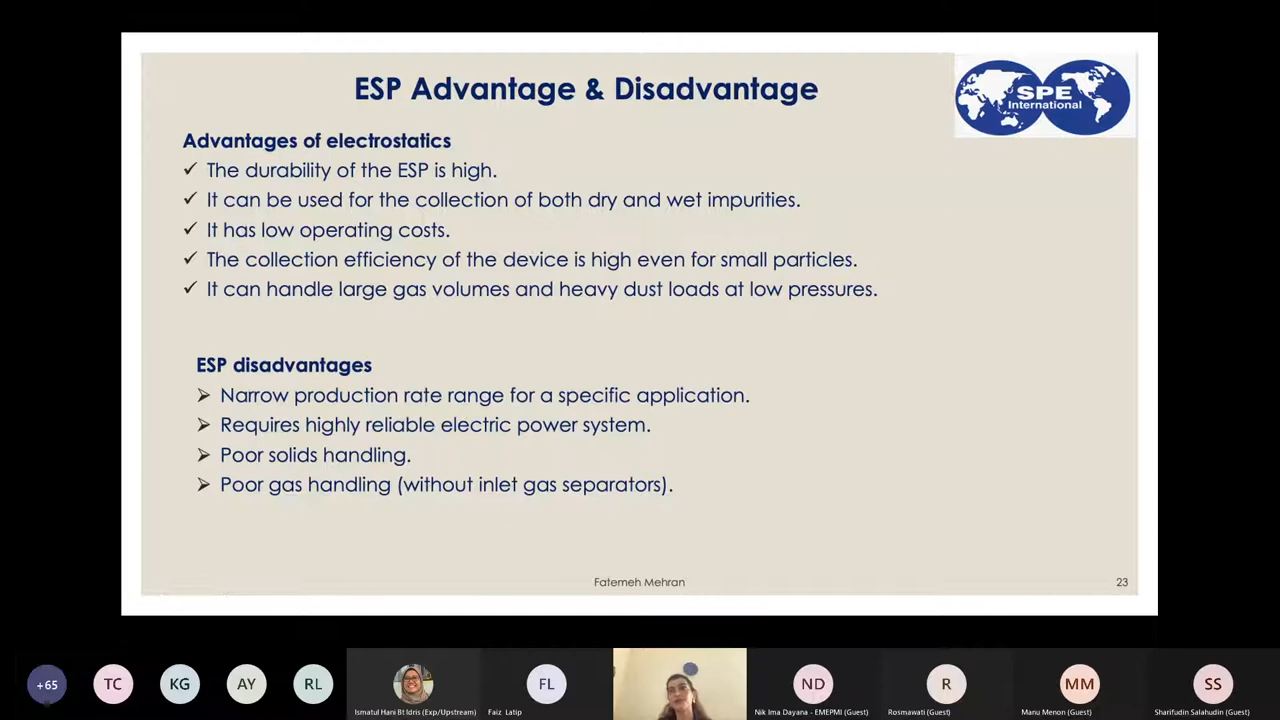 ESP Advantage & Disadvantage
SPE
International
Advantages of electrostatics
✓ The durability of the ESP is high.
✓ It can be used for the collection of both dry and wet impurities.
✓ It has low operating costs.
✓ The collection efficiency of the device is high even for small particles.
✓ It can handle large gas volumes and heavy dust loads at low pressures.
ESP disadvantages
➢ Narrow production rate range for a specific application.
➢ Requires highly reliable electric power system.
➢ Poor solids handling.
➢ Poor gas handling (without inlet gas separators).
Fatemeh Mehran
23
+65
TC
KG
AY
RL
FL
ND
R
MM
SS
Ismatul Hani Bt Idris (Exp/Upstream)
Faiz Latip
Nik Ima Dayana - EMEPMI (Guest)
Rosmawati (Guest)
Manu Menon (Guest)
Sharifudin Salahudin (Guest)